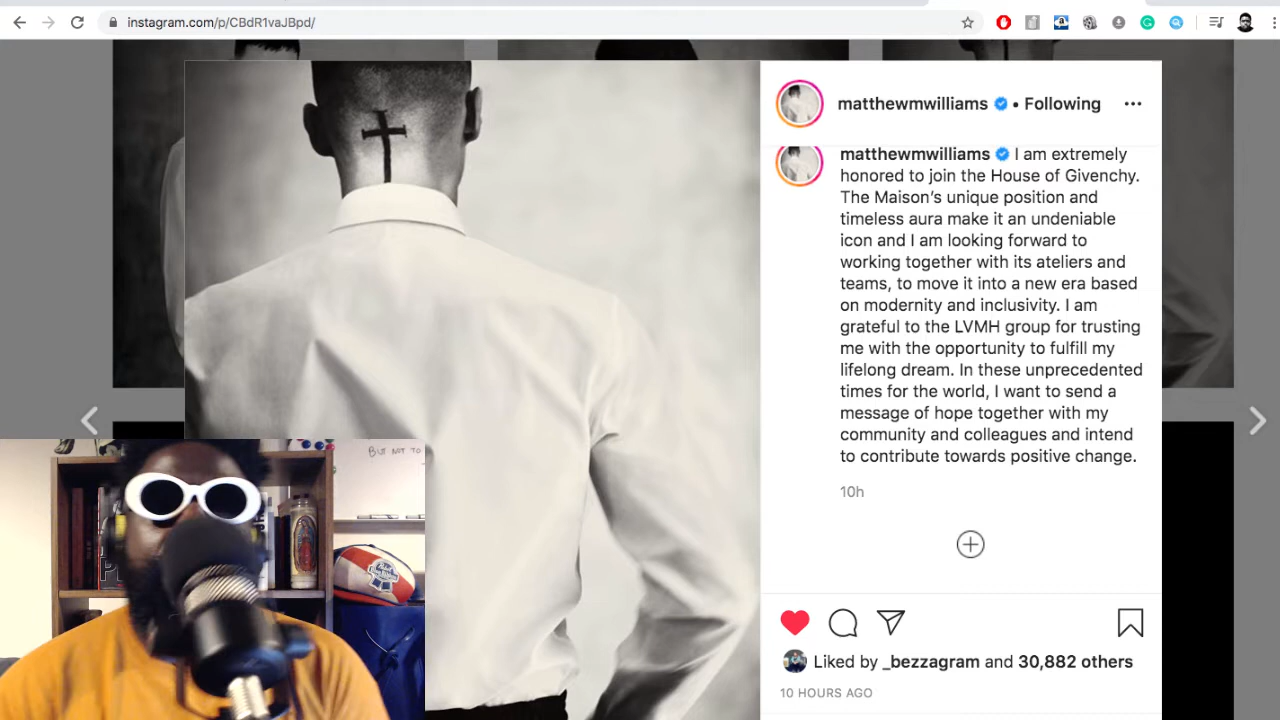 instagram.com/p/CBdR1vaJBpd/
matthewmwilliams • Following
matthewmwilliams I am extremely
honored to join the House of Givenchy.
The Maison’s unique position and
timeless aura make it an undeniable
icon and I am looking forward to
working together with its ateliers and
teams, to move it into a new era based
on modernity and inclusivity. I am
grateful to the LVMH group for trusting
me with the opportunity to fulfill my
lifelong dream. In these unprecedented
times for the world, I want to send a
message of hope together with my
community and colleagues and intend
to contribute towards positive change.
10h
Liked by _bezzagram and 30,882 others
10 HOURS AGO
BUT NOT TO